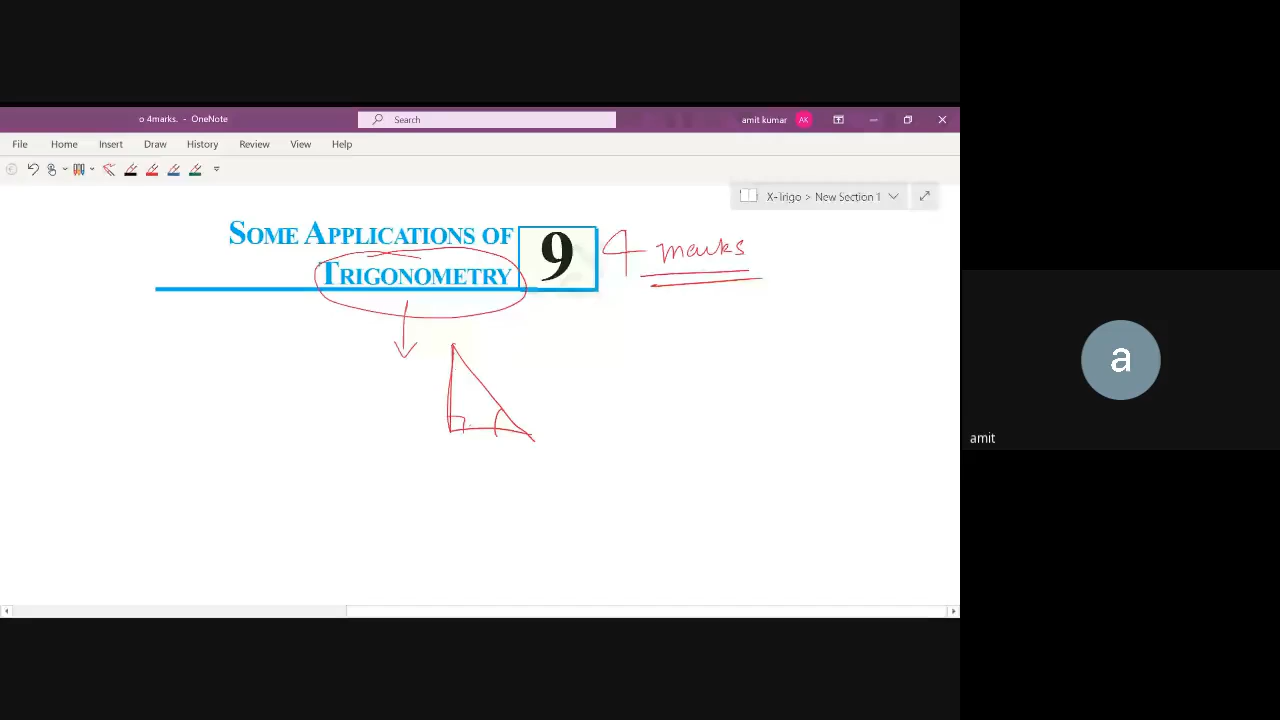 o 4marks. - OneNote
Search
amit kumar AK
File Home Insert Draw History Review View Help
X-Trigo > New Section 1
SOME APPLICATIONS OF
TRIGONOMETRY
9
4 marks
a
amit